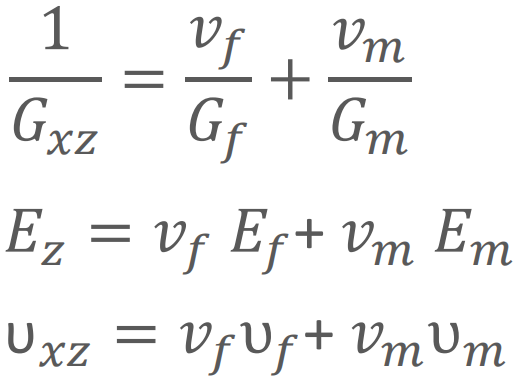 1/G_xz = v_f/G_f + v_m/G_m
E_z = v_f E_f + v_m E_m
υ_xz = v_f υ_f + v_m υ_m